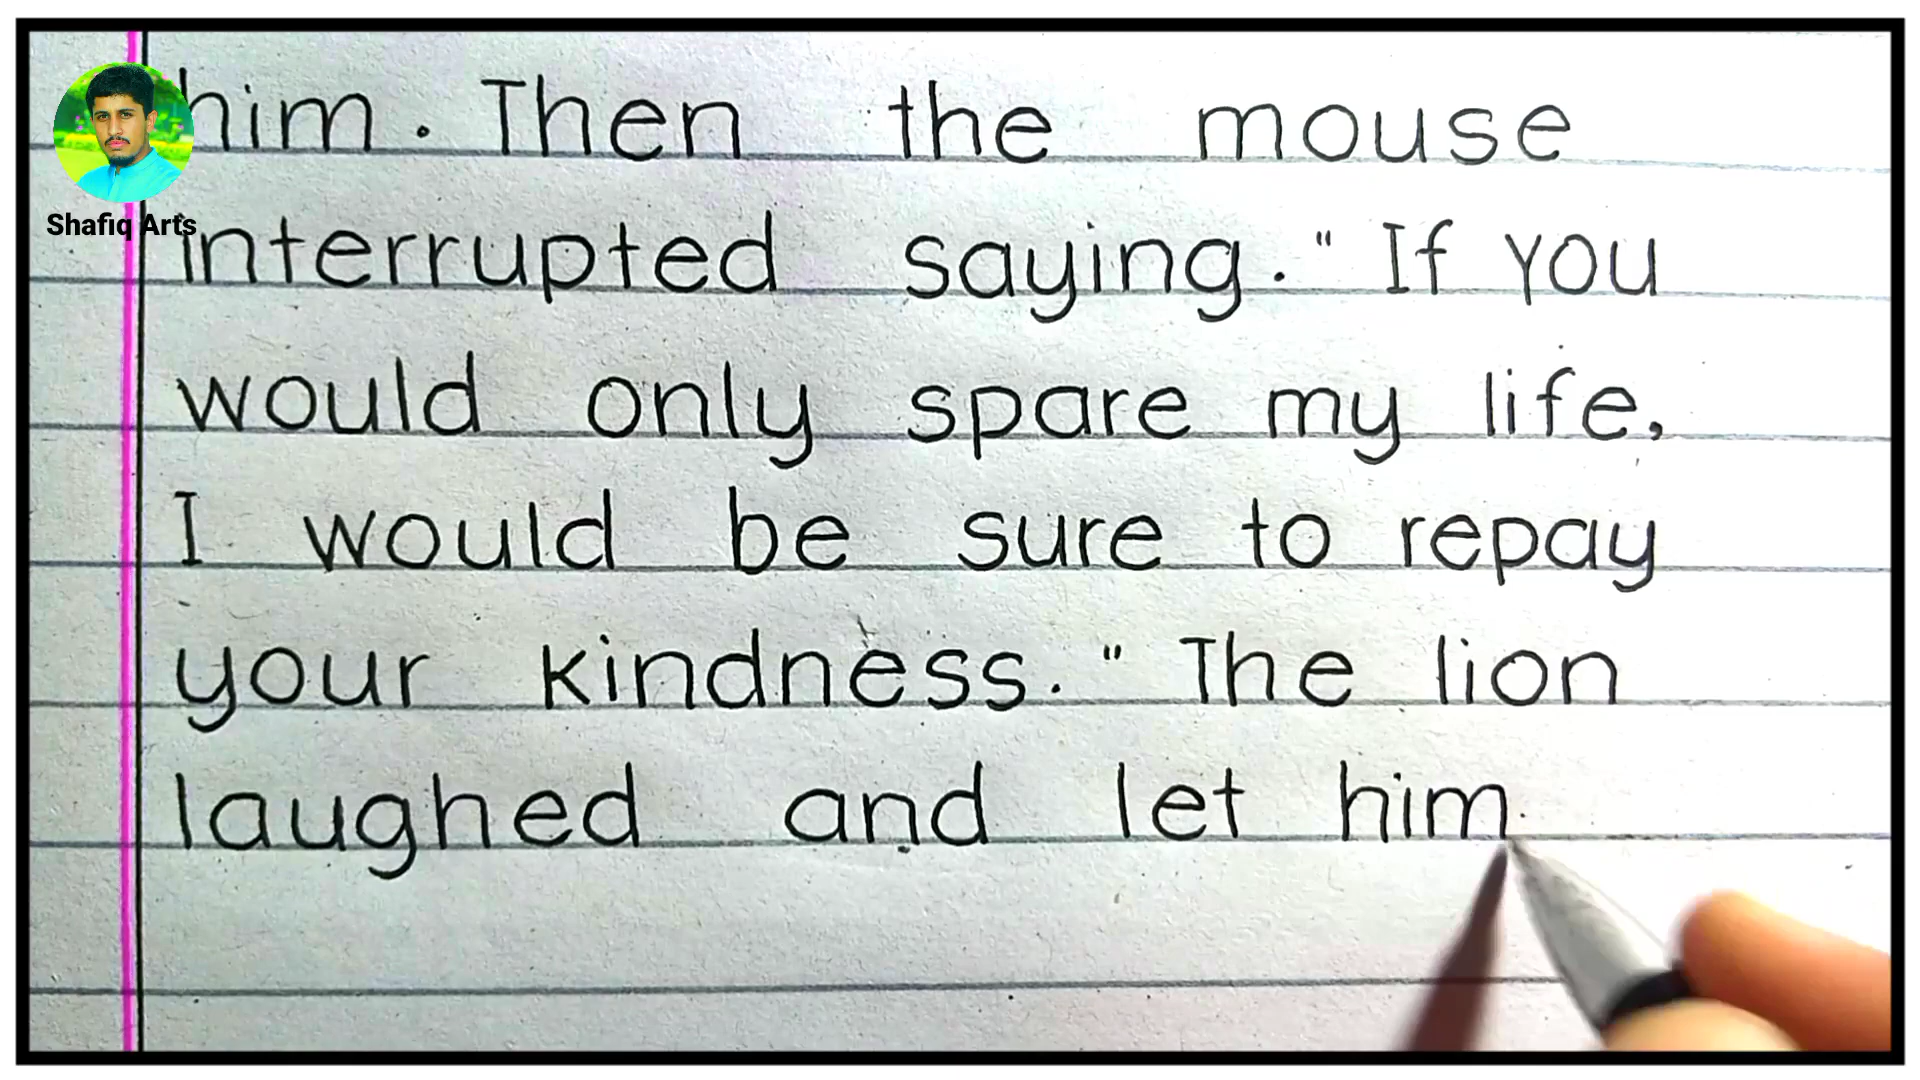 him. Then the mouse
Shafiq Arts
interrupted saying. " If you
would only spare my life,
I would be sure to repay
your kindness. " The lion
laughed and let him